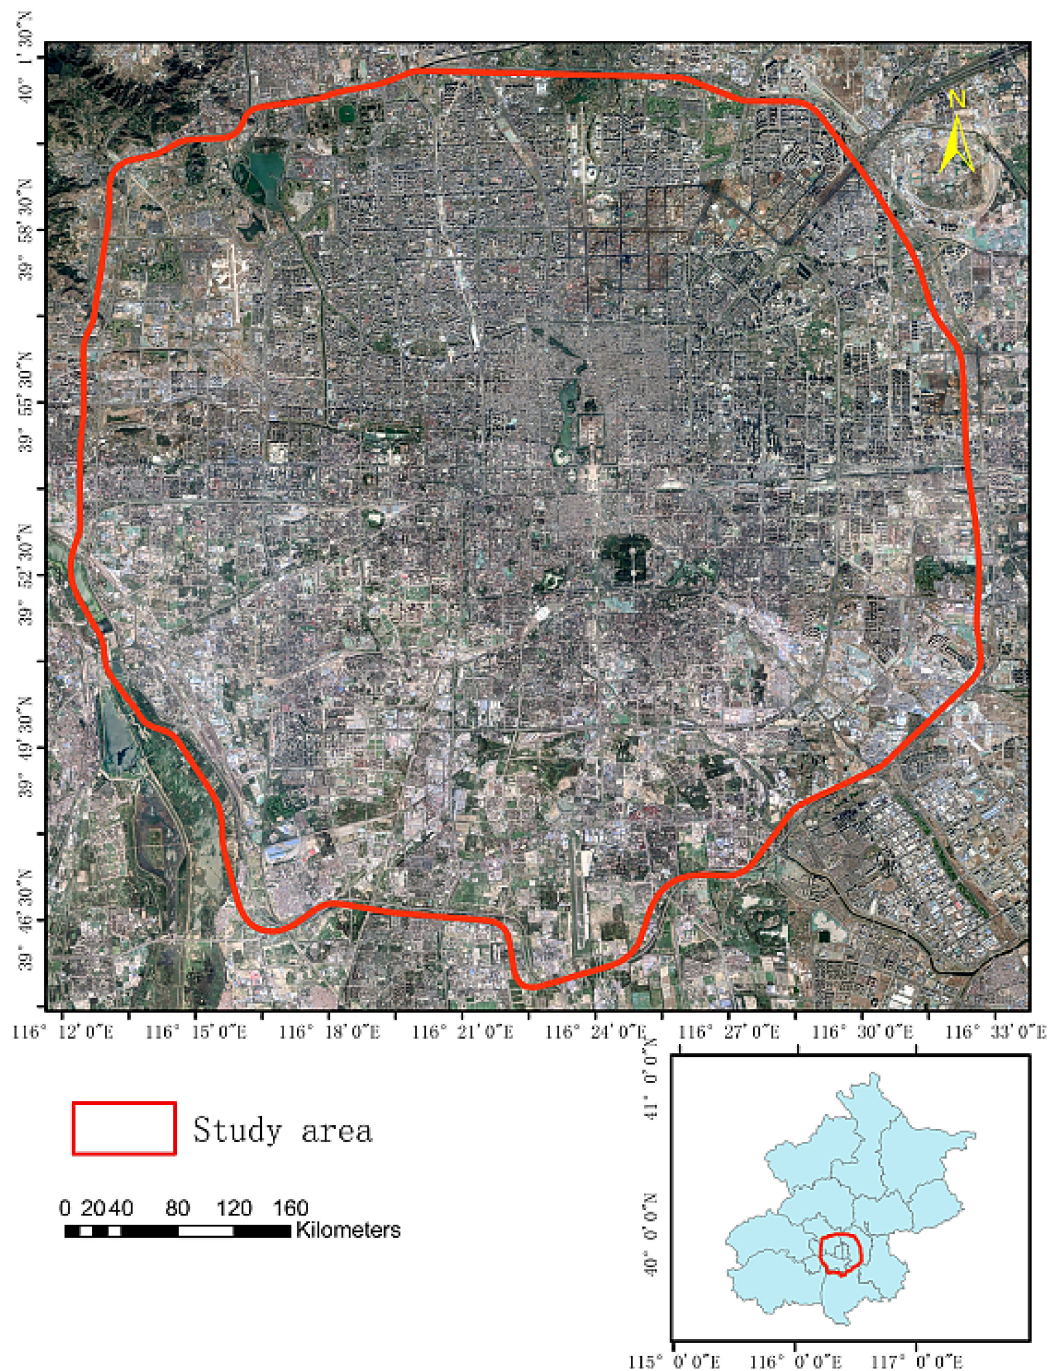 N
40° 1′30″N
39° 58′30″N
39° 55′30″N
39° 52′30″N
39° 49′30″N
39° 46′30″N
116° 12′0″E 116° 15′0″E 116° 18′0″E 116° 21′0″E 116° 24′0″E 116° 27′0″E 116° 30′0″E 116° 33′0″E
Study area
0 20 40 80 120 160
Kilometers
41° 0′0″N
40° 0′0″N
115° 0′0″E 116° 0′0″E 117° 0′0″E